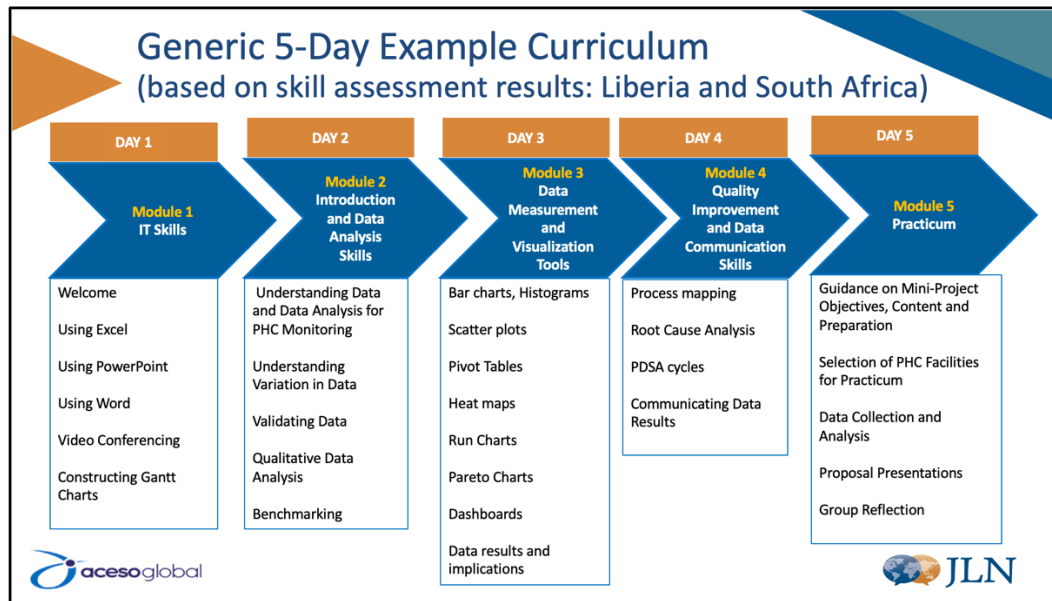 Generic 5-Day Example Curriculum
(based on skill assessment results: Liberia and South Africa)
DAY 1
Module 1
IT Skills
Welcome
Using Excel
Using PowerPoint
Using Word
Video Conferencing
Constructing Gantt
Charts
DAY 2
Module 2
Introduction
and Data
Analysis
Skills
Understanding Data
and Data Analysis for
PHC Monitoring
Understanding
Variation in Data
Validating Data
Qualitative Data
Analysis
Benchmarking
DAY 3
Module 3
Data
Measurement
and
Visualization
Tools
Bar charts, Histograms
Scatter plots
Pivot Tables
Heat maps
Run Charts
Pareto Charts
Dashboards
Data results and
implications
DAY 4
Module 4
Quality
Improvement
and Data
Communication
Skills
Process mapping
Root Cause Analysis
PDSA cycles
Communicating Data
Results
DAY 5
Module 5
Practicum
Guidance on Mini-Project
Objectives, Content and
Preparation
Selection of PHC Facilities
for Practicum
Data Collection and
Analysis
Proposal Presentations
Group Reflection
acesoglobal
JLN